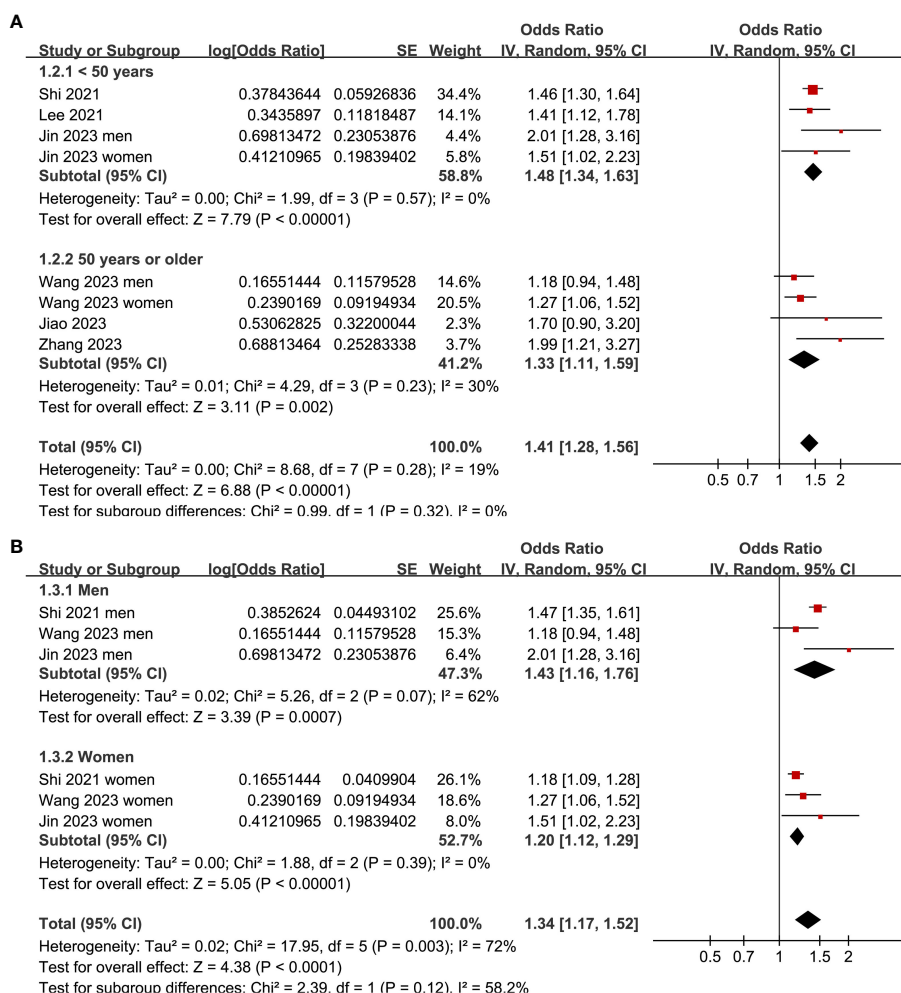 A
Odds Ratio Odds Ratio
Study or Subgroup log[Odds Ratio] SE Weight IV, Random, 95% CI IV, Random, 95% CI
1.2.1 < 50 years
Shi 2021 0.37843644 0.05926836 34.4% 1.46 [1.30, 1.64]
Lee 2021 0.3435897 0.11818487 14.1% 1.41 [1.12, 1.78]
Jin 2023 men 0.69813472 0.23053876 4.4% 2.01 [1.28, 3.16]
Jin 2023 women 0.41210965 0.19839402 5.8% 1.51 [1.02, 2.23]
Subtotal (95% CI) 58.8% 1.48 [1.34, 1.63]
Heterogeneity: Tau² = 0.00; Chi² = 1.99, df = 3 (P = 0.57); I² = 0%
Test for overall effect: Z = 7.79 (P < 0.00001)
1.2.2 50 years or older
Wang 2023 men 0.16551444 0.11579528 14.6% 1.18 [0.94, 1.48]
Wang 2023 women 0.2390169 0.09194934 20.5% 1.27 [1.06, 1.52]
Jiao 2023 0.53062825 0.32200044 2.3% 1.70 [0.90, 3.20]
Zhang 2023 0.68813464 0.25283338 3.7% 1.99 [1.21, 3.27]
Subtotal (95% CI) 41.2% 1.33 [1.11, 1.59]
Heterogeneity: Tau² = 0.01; Chi² = 4.29, df = 3 (P = 0.23); I² = 30%
Test for overall effect: Z = 3.11 (P = 0.002)
Total (95% CI) 100.0% 1.41 [1.28, 1.56]
Heterogeneity: Tau² = 0.00; Chi² = 8.68, df = 7 (P = 0.28); I² = 19%
0.5 0.7 1 1.5 2
Test for overall effect: Z = 6.88 (P < 0.00001)
Test for subgroup differences: Chi² = 0.99, df = 1 (P = 0.32), I² = 0%
B
Odds Ratio Odds Ratio
Study or Subgroup log[Odds Ratio] SE Weight IV, Random, 95% CI IV, Random, 95% CI
1.3.1 Men
Shi 2021 men 0.3852624 0.04493102 25.6% 1.47 [1.35, 1.61]
Wang 2023 men 0.16551444 0.11579528 15.3% 1.18 [0.94, 1.48]
Jin 2023 men 0.69813472 0.23053876 6.4% 2.01 [1.28, 3.16]
Subtotal (95% CI) 47.3% 1.43 [1.16, 1.76]
Heterogeneity: Tau² = 0.02; Chi² = 5.26, df = 2 (P = 0.07); I² = 62%
Test for overall effect: Z = 3.39 (P = 0.0007)
1.3.2 Women
Shi 2021 women 0.16551444 0.0409904 26.1% 1.18 [1.09, 1.28]
Wang 2023 women 0.2390169 0.09194934 18.6% 1.27 [1.06, 1.52]
Jin 2023 women 0.41210965 0.19839402 8.0% 1.51 [1.02, 2.23]
Subtotal (95% CI) 52.7% 1.20 [1.12, 1.29]
Heterogeneity: Tau² = 0.00; Chi² = 1.88, df = 2 (P = 0.39); I² = 0%
Test for overall effect: Z = 5.05 (P < 0.00001)
Total (95% CI) 100.0% 1.34 [1.17, 1.52]
Heterogeneity: Tau² = 0.02; Chi² = 17.95, df = 5 (P = 0.003); I² = 72%
0.5 0.7 1 1.5 2
Test for overall effect: Z = 4.38 (P < 0.0001)
Test for subgroup differences: Chi² = 2.39, df = 1 (P = 0.12), I² = 58.2%